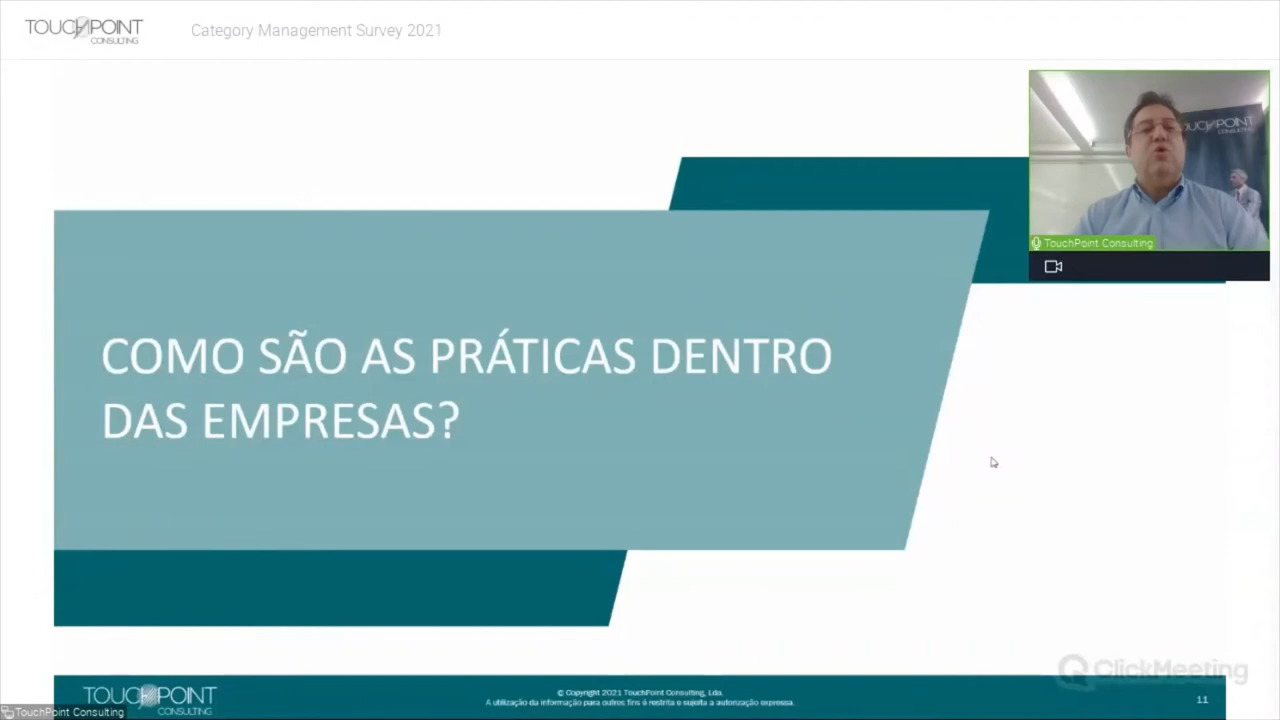 TOUCHPOINT
CONSULTING
Category Management Survey 2021
TOUCHPOINT
CONSULTING
TouchPoint Consulting
COMO SÃO AS PRÁTICAS DENTRO
DAS EMPRESAS?
ClickMeeting
TOUCHPOINT
CONSULTING
© Copyright 2021 TouchPoint Consulting, Lda.
A utilização da informação para outros fins é restrita e sujeita a autorização expressa.
11
TouchPoint Consulting